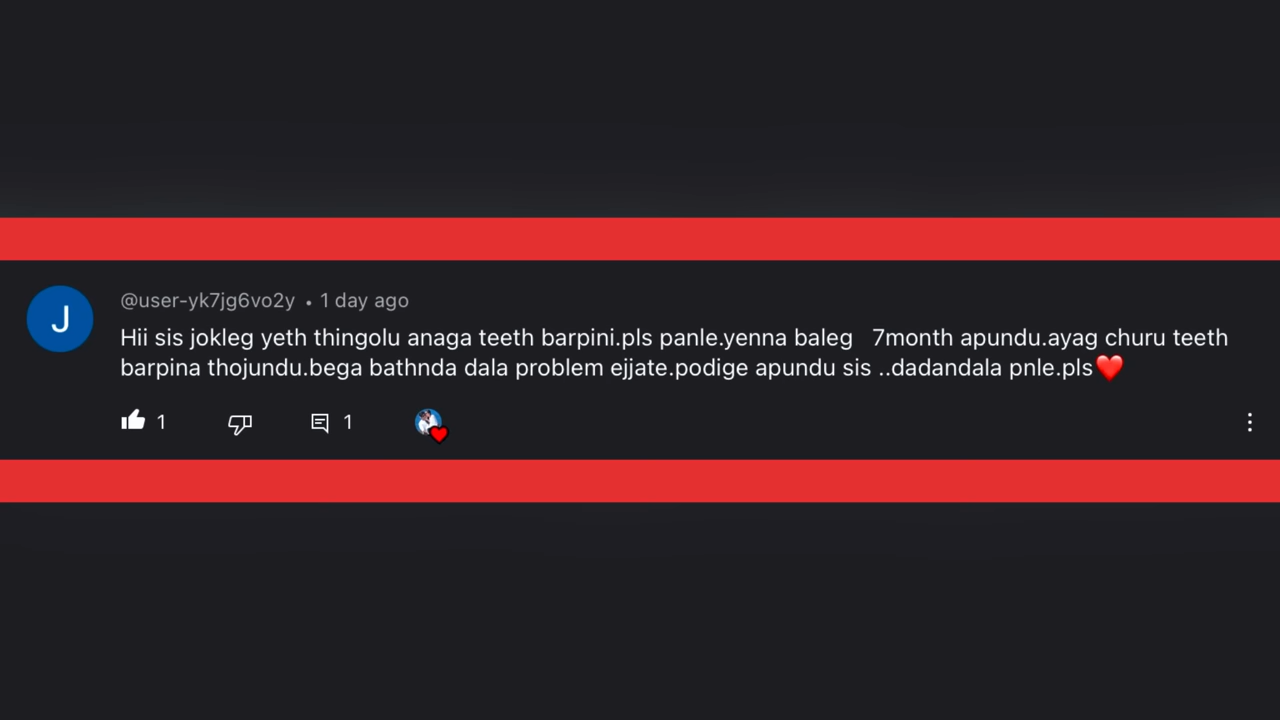 J
@user-yk7jg6vo2y • 1 day ago
Hii sis jokleg yeth thingolu anaga teeth barpini.pls panle.yenna baleg 7month apundu.ayag churu teeth
barpina thojundu.bega bathnda dala problem ejjate.podige apundu sis ..dadandala pnle.pls❤️
1 1